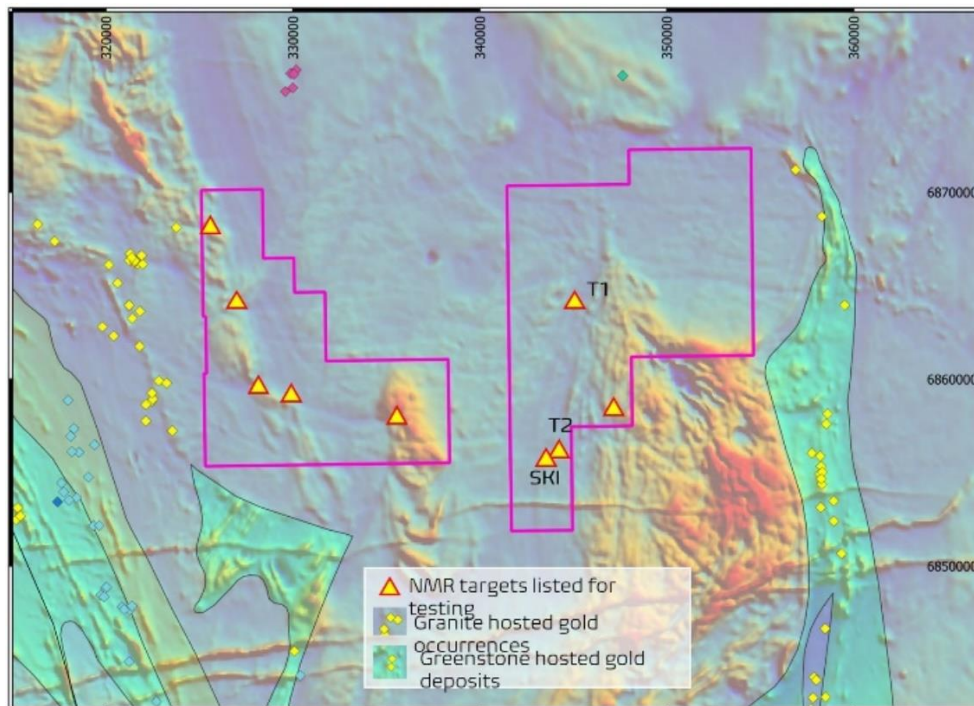 320000
330000
340000
350000
360000
6870000
T1
6860000
T2
SKI
6850000
NMR targets listed for
testing
Granite hosted gold
occurrences
Greenstone hosted gold
deposits